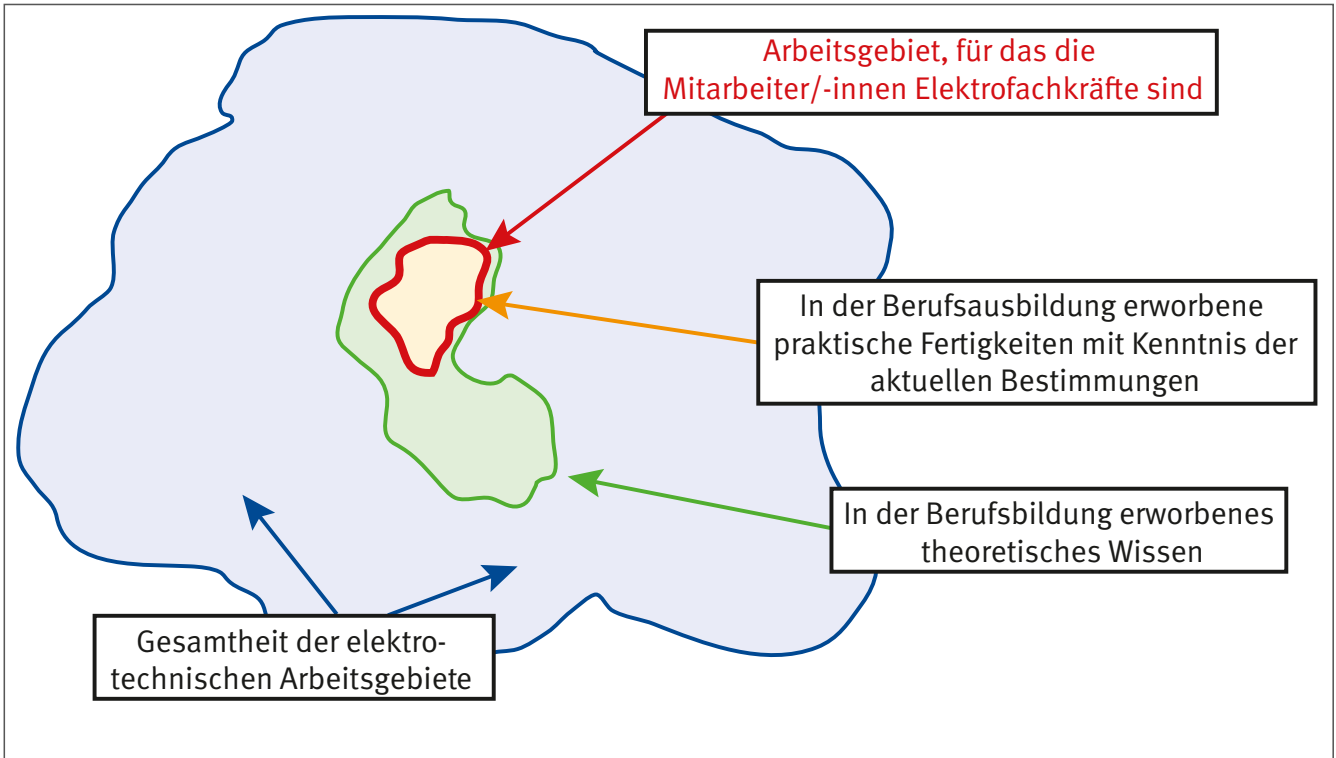 Arbeitsgebiet, für das die
Mitarbeiter/-innen Elektrofachkräfte sind
In der Berufsausbildung erworbene
praktische Fertigkeiten mit Kenntnis der
aktuellen Bestimmungen
In der Berufsbildung erworbenes
theoretisches Wissen
Gesamtheit der elektro-
technischen Arbeitsgebiete